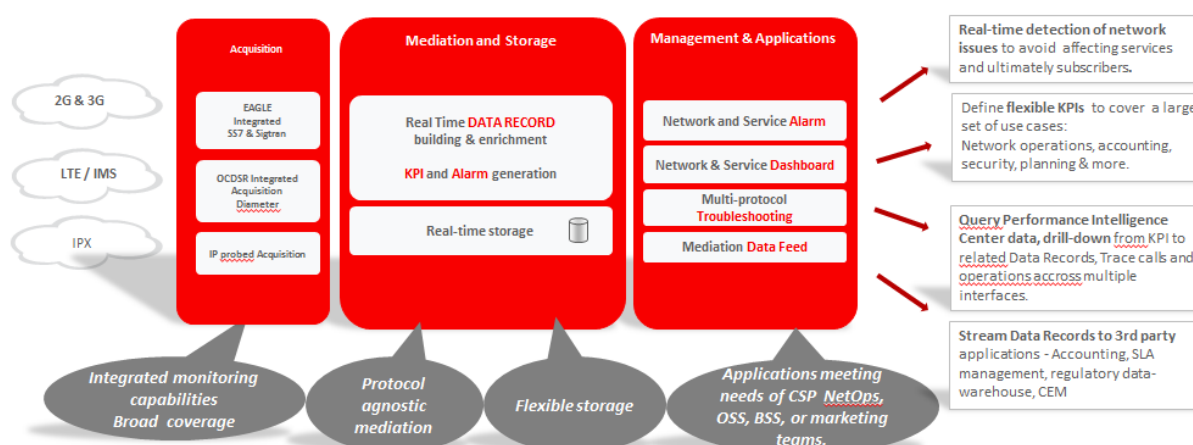 2G & 3G
LTE / IMS
IPX
Acquisition
EAGLE
Integrated
SS7 & Sigtran
OCDSR Integrated
Acquisition
Diameter
IP probed Acquisition
Mediation and Storage
Real Time DATA RECORD
building & enrichment
KPI and Alarm generation
Real-time storage
Management & Applications
Network and Service Alarm
Network & Service Dashboard
Multi-protocol
Troubleshooting
Mediation Data Feed
Real-time detection of network
issues to avoid affecting services
and ultimately subscribers.
Define flexible KPIs to cover a large
set of use cases:
Network operations, accounting,
security, planning & more.
Query Performance Intelligence
Center data, drill-down from KPI to
related Data Records, Trace calls and
operations accross multiple
interfaces.
Stream Data Records to 3rd party
applications - Accounting, SLA
management, regulatory data-
warehouse, CEM
Integrated monitoring
capabilities
Broad coverage
Protocol
agnostic
mediation
Flexible storage
Applications meeting
needs of CSP NetOps,
OSS, BSS, or marketing
teams.